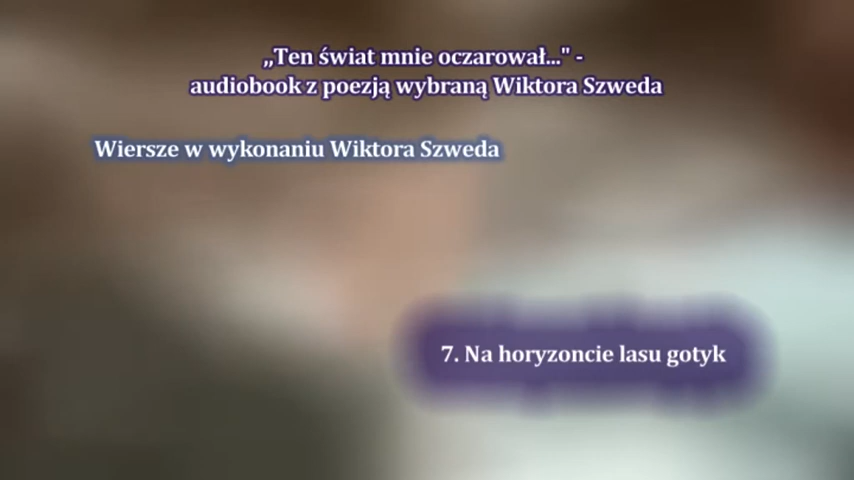 „Ten świat mnie oczarował..." -
audiobook z poezją wybraną Wiktora Szweda
Wiersze w wykonaniu Wiktora Szweda
7. Na horyzoncie lasu gotyk